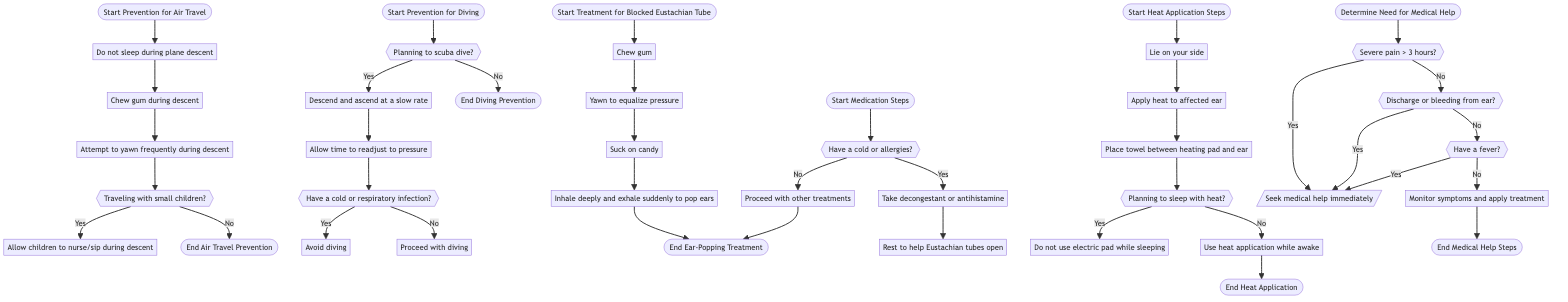 Start Prevention for Air Travel
Do not sleep during plane descent
Chew gum during descent
Attempt to yawn frequently during descent
Traveling with small children?
Yes
No
Allow children to nurse/sip during descent
End Air Travel Prevention
Start Prevention for Diving
Planning to scuba dive?
Yes
No
Descend and ascend at a slow rate
End Diving Prevention
Allow time to readjust to pressure
Have a cold or respiratory infection?
Yes
No
Avoid diving
Proceed with diving
Start Treatment for Blocked Eustachian Tube
Chew gum
Yawn to equalize pressure
Suck on candy
Inhale deeply and exhale suddenly to pop ears
End Ear-Popping Treatment
Start Medication Steps
Have a cold or allergies?
No
Yes
Proceed with other treatments
Take decongestant or antihistamine
Rest to help Eustachian tubes open
Start Heat Application Steps
Lie on your side
Apply heat to affected ear
Place towel between heating pad and ear
Planning to sleep with heat?
Yes
No
Do not use electric pad while sleeping
Use heat application while awake
End Heat Application
Determine Need for Medical Help
Severe pain > 3 hours?
No
Discharge or bleeding from ear?
Yes
Yes
No
Have a fever?
Yes
No
Seek medical help immediately
Monitor symptoms and apply treatment
End Medical Help Steps